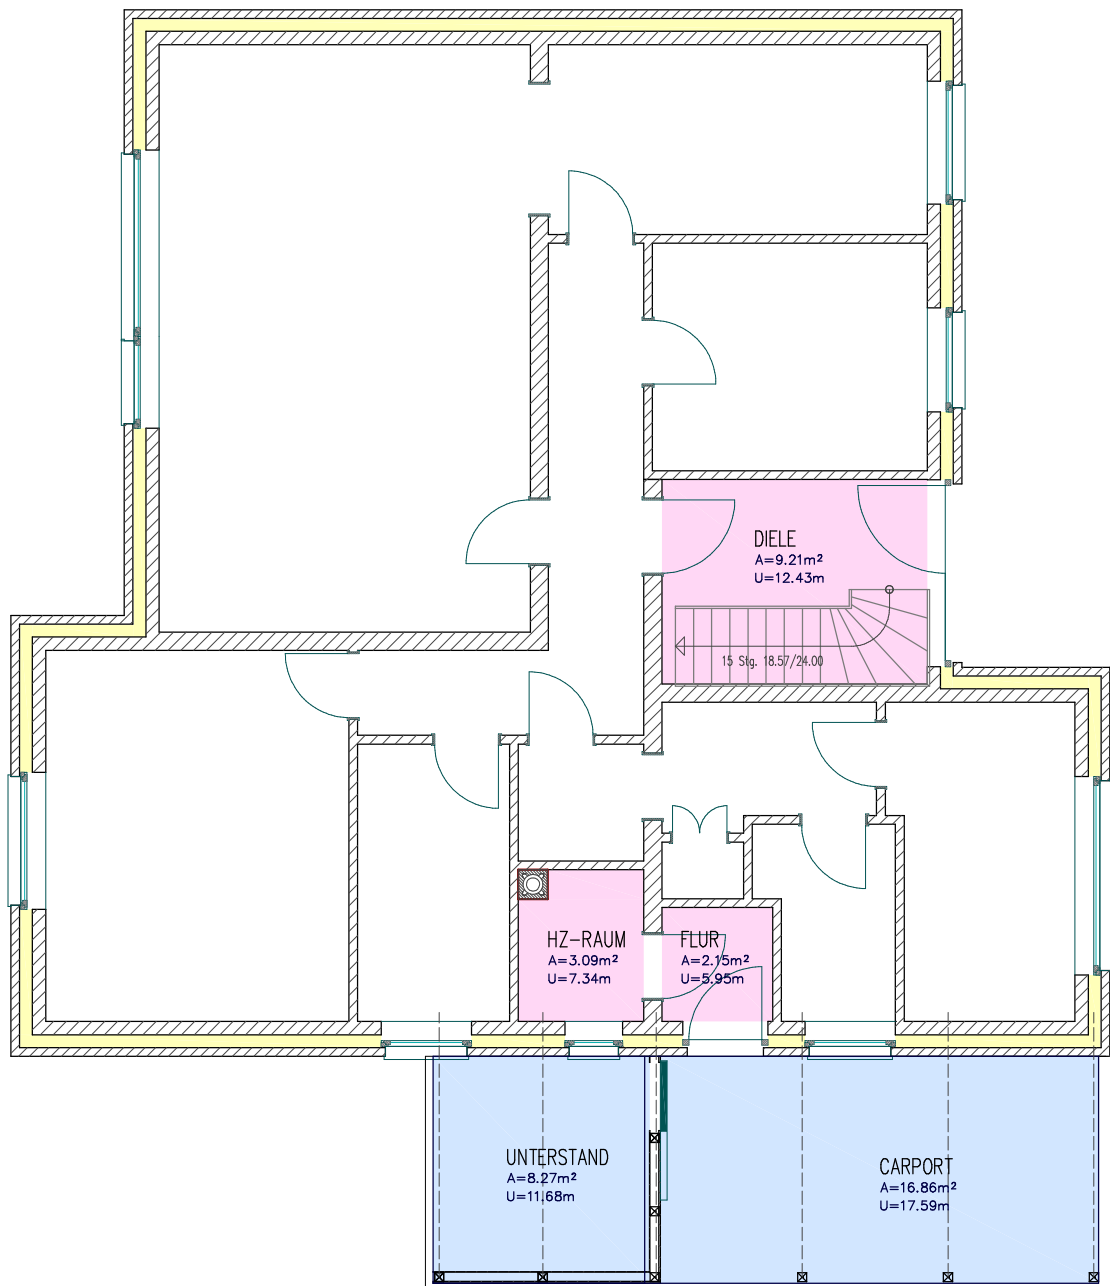 DIELE
A=9.21m²
U=12.43m
15 Stg. 18.57/24.00
HZ-RAUM
A=3.09m²
U=7.34m
FLUR
A=2.15m²
U=5.95m
UNTERSTAND
A=8.27m²
U=11.68m
CARPORT
A=16.86m²
U=17.59m